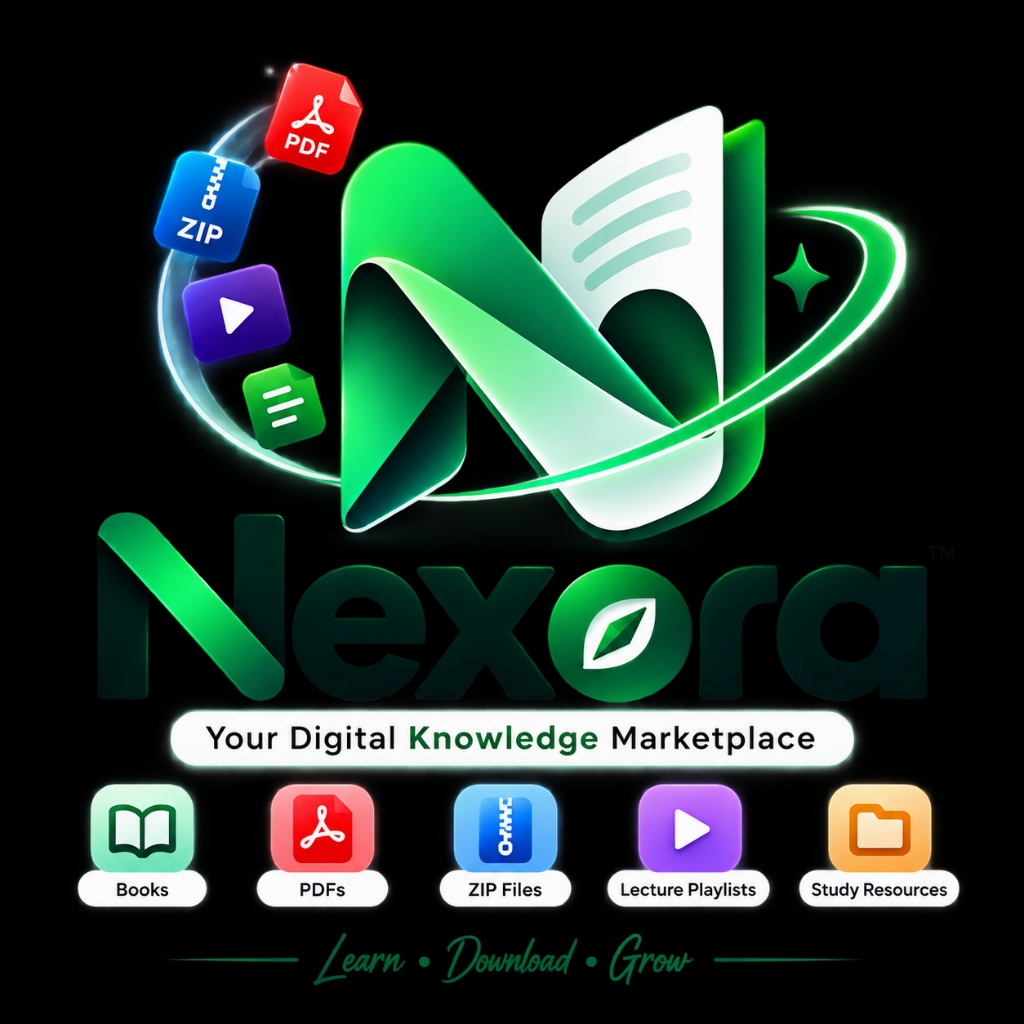 PDF
ZIP
Nexora™
Your Digital Knowledge Marketplace
Books
PDFs
ZIP Files
Lecture Playlists
Study Resources
Learn • Download • Grow